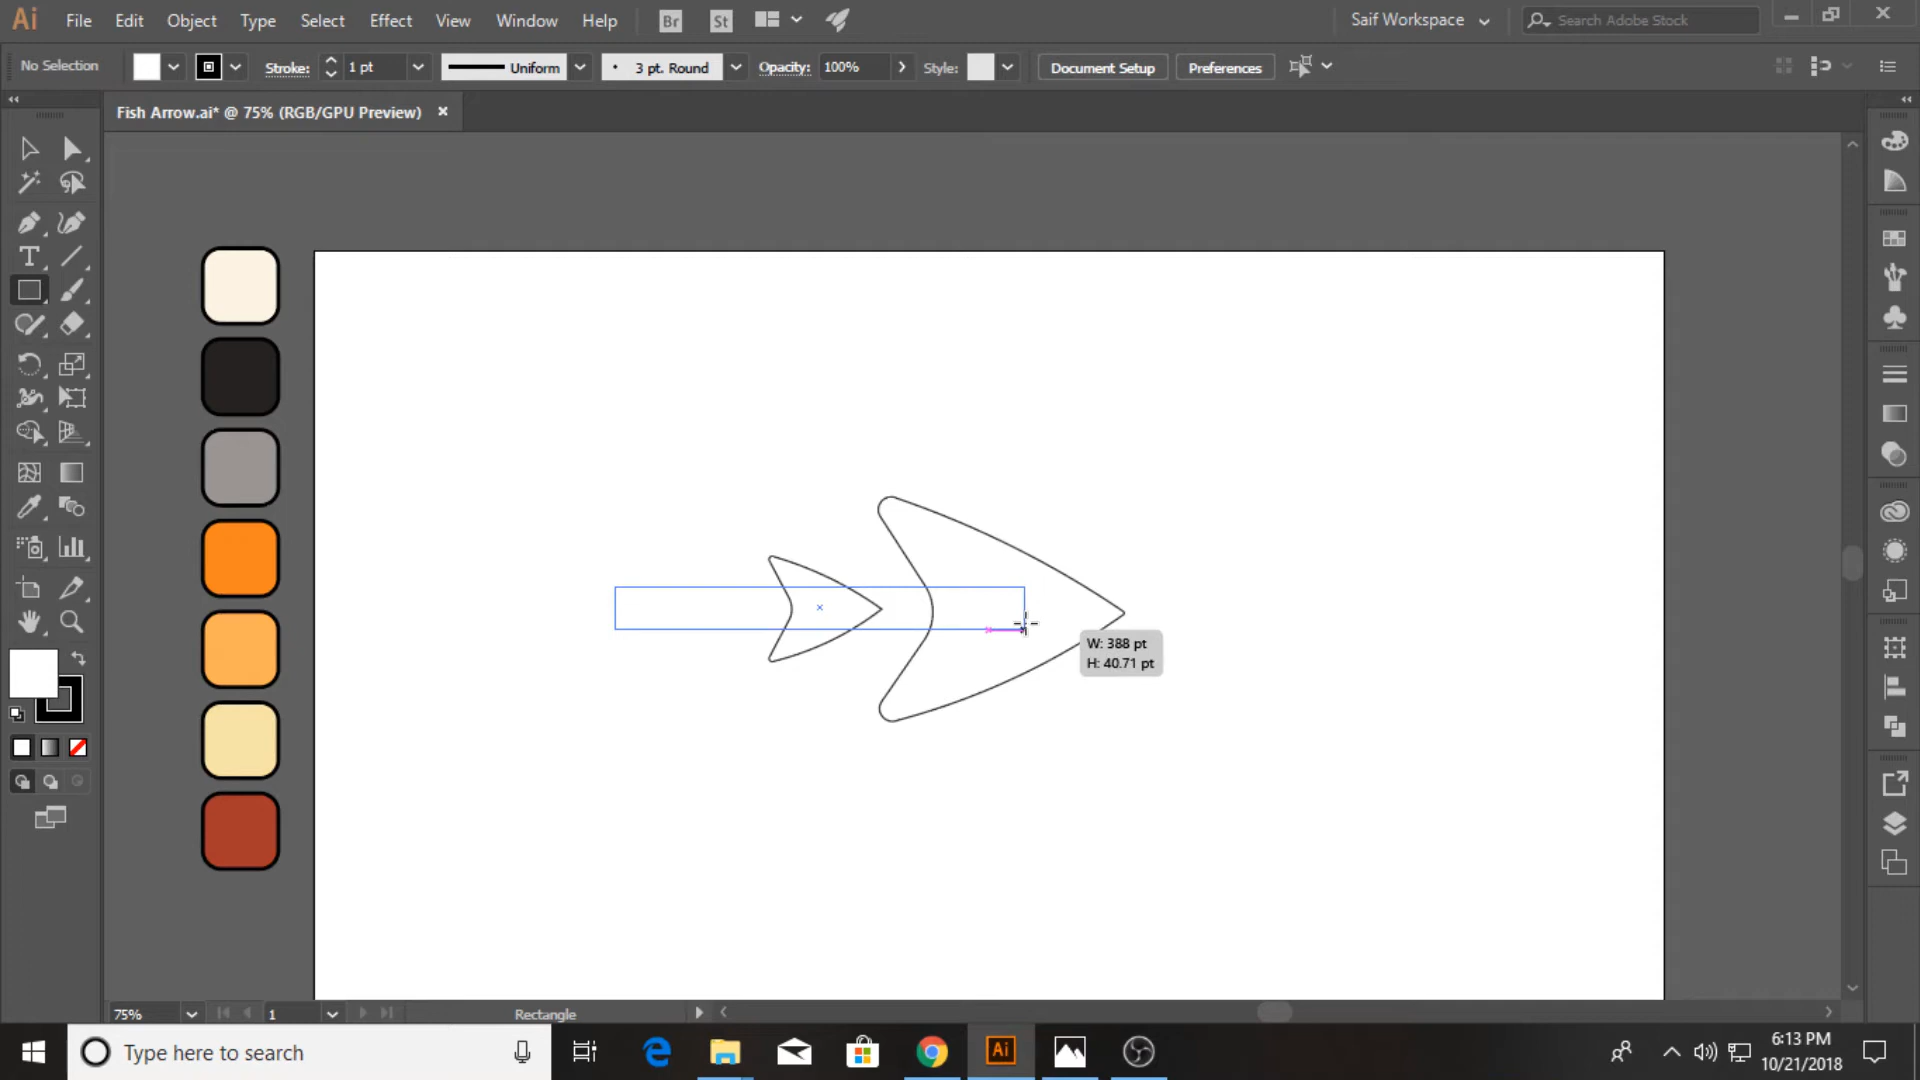 Ai File Edit Object Type Select Effect View Window Help Br St Saif Workspace Search Adobe Stock
No Selection Stroke: 1 pt Uniform 3 pt. Round Opacity: 100% Style: Document Setup Preferences
Fish Arrow.ai* @ 75% (RGB/GPU Preview)
T
W: 388 pt
H: 40.71 pt
75% 1 Rectangle
Type here to search
Ai
6:13 PM
10/21/2018